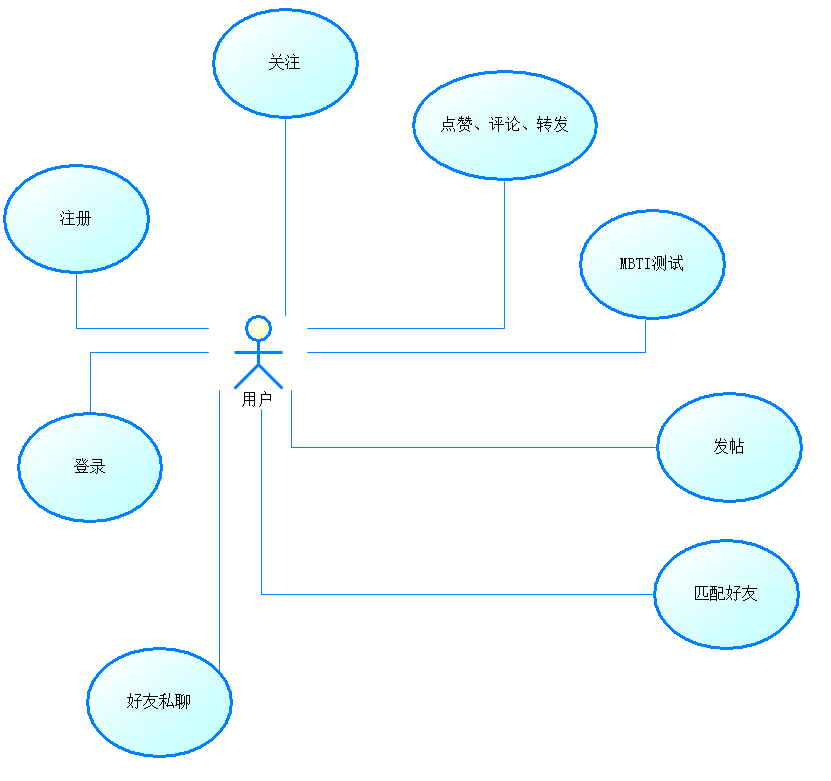 关注
点赞、评论、转发
注册
MBTI测试
用户
发帖
登录
匹配好友
好友私聊